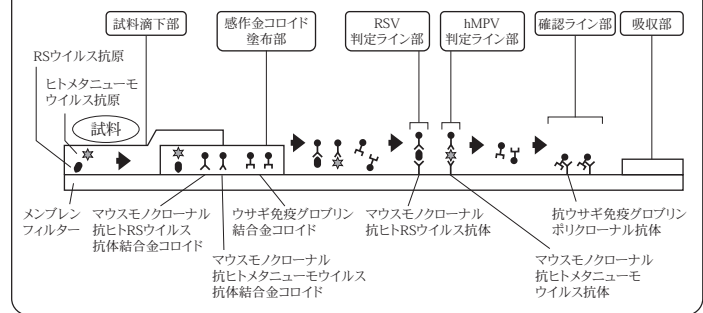 試料滴下部
感作金コロイド
塗布部
RSV
判定ライン部
hMPV
判定ライン部
確認ライン部
吸収部
RSウイルス抗原
ヒトメタニューモ
ウイルス抗原
試料
メンブレン
フィルター
マウスモノクローナル
抗ヒトRSウイルス
抗体結合金コロイド
ウサギ免疫グロブリン
結合金コロイド
マウスモノクローナル
抗ヒトメタニューモウイルス
抗体結合金コロイド
マウスモノクローナル
抗ヒトRSウイルス抗体
マウスモノクローナル
抗ヒトメタニューモ
ウイルス抗体
抗ウサギ免疫グロブリン
ポリクローナル抗体